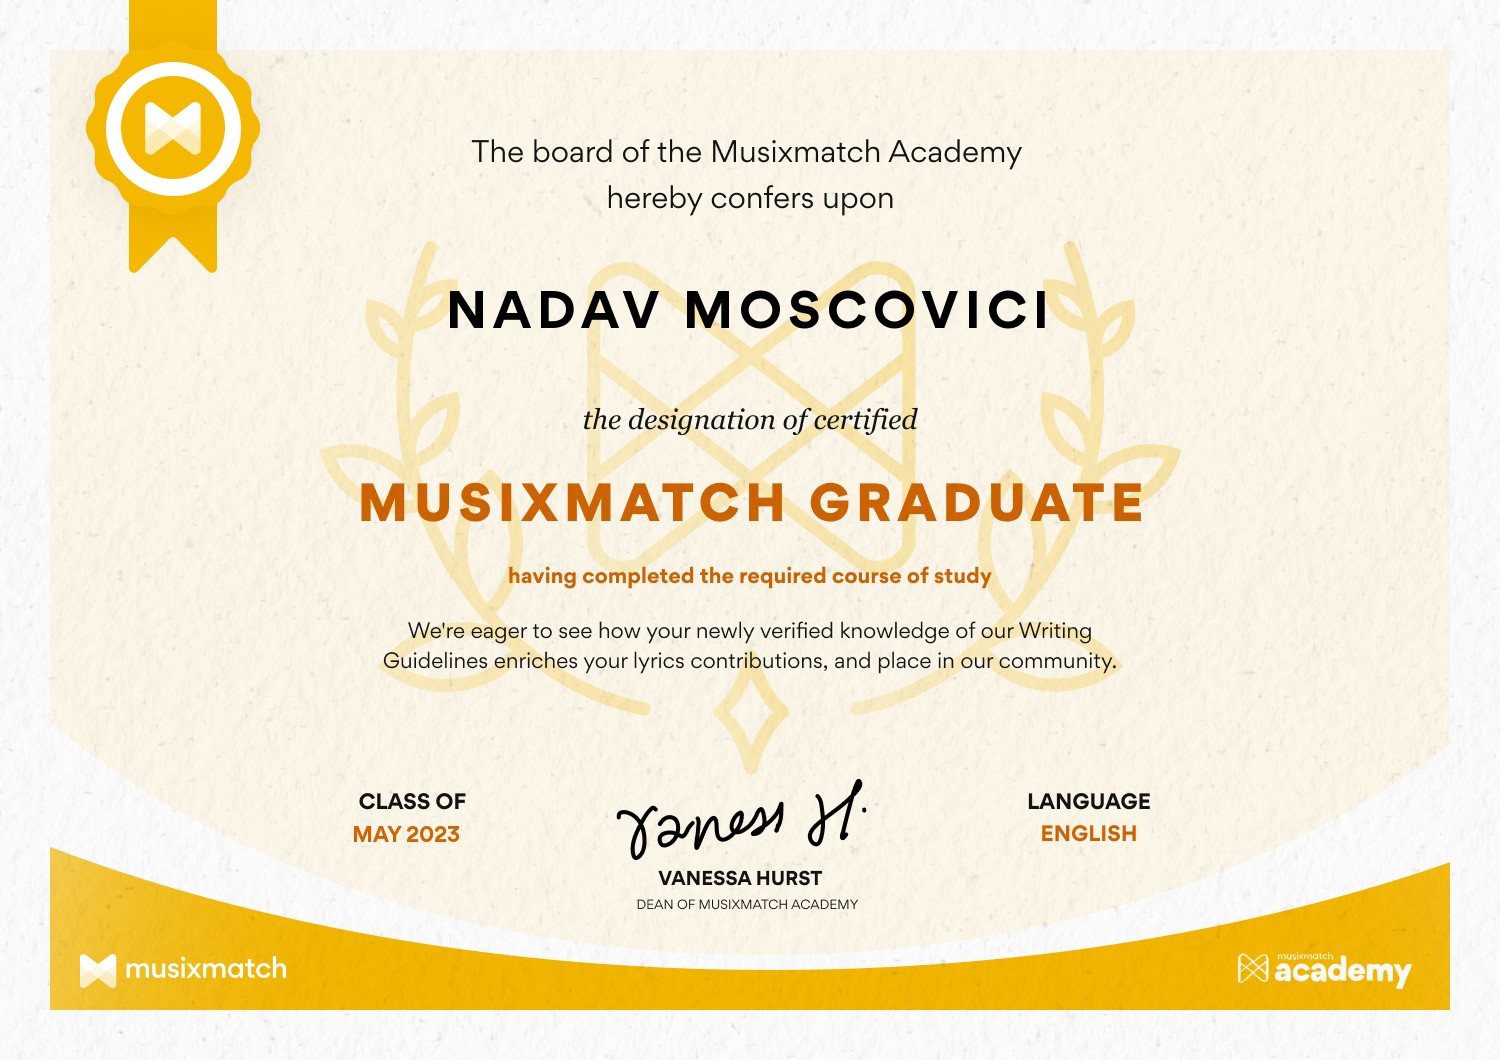 The board of the Musixmatch Academy
hereby confers upon
NADAV MOSCOVICI
the designation of certified
MUSIXMATCH GRADUATE
having completed the required course of study
We're eager to see how your newly verified knowledge of our Writing
Guidelines enriches your lyrics contributions, and place in our community.
CLASS OF
MAY 2023
Vaness H.
VANESSA HURST
DEAN OF MUSIXMATCH ACADEMY
LANGUAGE
ENGLISH
musixmatch
musixmatch
academy